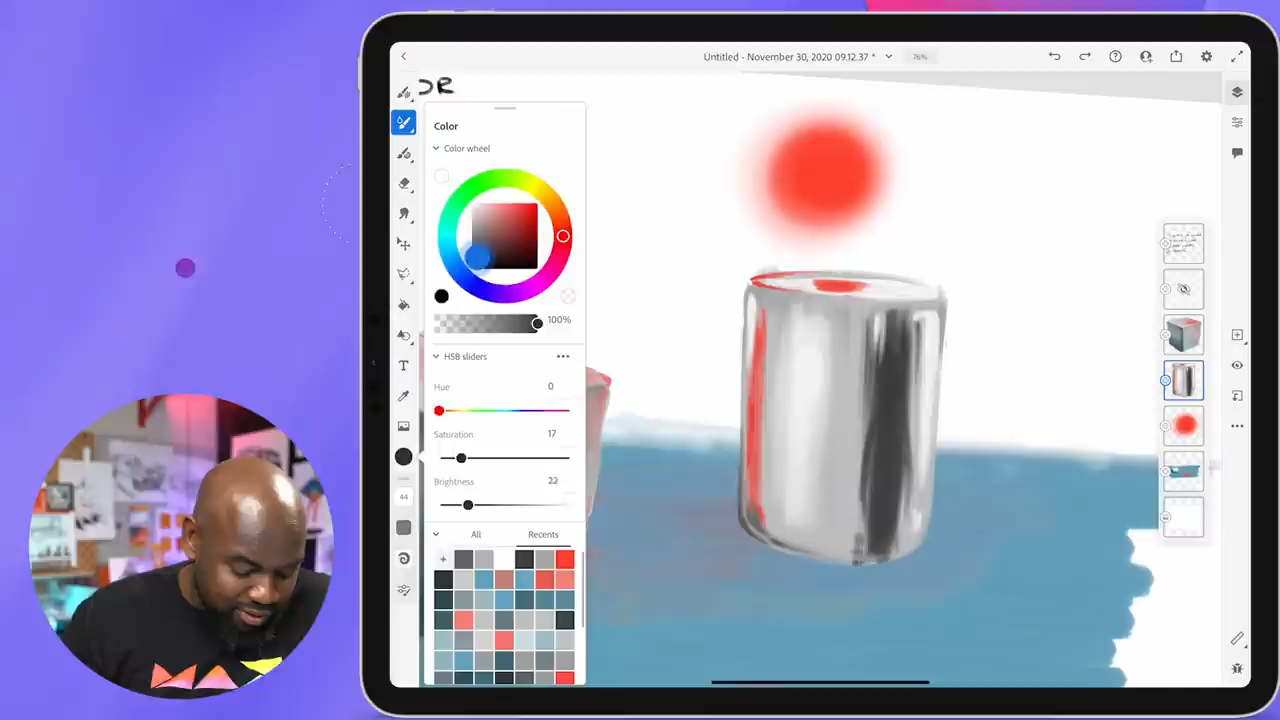 Untitled - November 30, 2020 09.12.37 *
76%
Color
Color wheel
100%
HSB sliders
Hue 0
Saturation 17
Brightness 22
All Recents
T
44